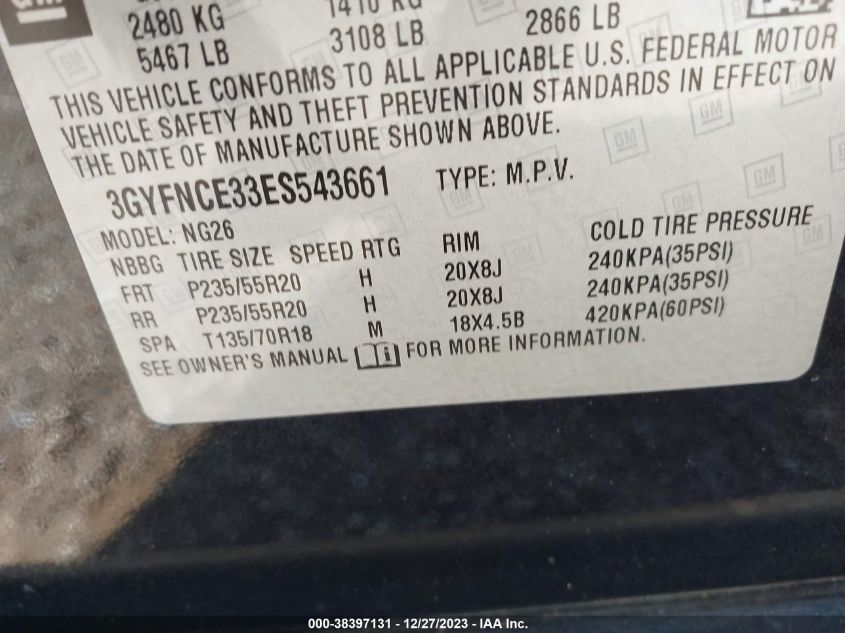 GM
2480 KG 1410 KG
5467 LB 3108 LB 2866 LB
THIS VEHICLE CONFORMS TO ALL APPLICABLE U.S. FEDERAL MOTOR
VEHICLE SAFETY AND THEFT PREVENTION STANDARDS IN EFFECT ON
THE DATE OF MANUFACTURE SHOWN ABOVE.
3GYFNCE33ES543661 TYPE: M.P.V.
MODEL: NG26
NBBG TIRE SIZE SPEED RTG RIM COLD TIRE PRESSURE
FRT P235/55R20 H 20X8J 240KPA(35PSI)
RR P235/55R20 H 20X8J 240KPA(35PSI)
SPA T135/70R18 M 18X4.5B 420KPA(60PSI)
SEE OWNER'S MANUAL FOR MORE INFORMATION.
000-38397131 - 12/27/2023 - IAA Inc.